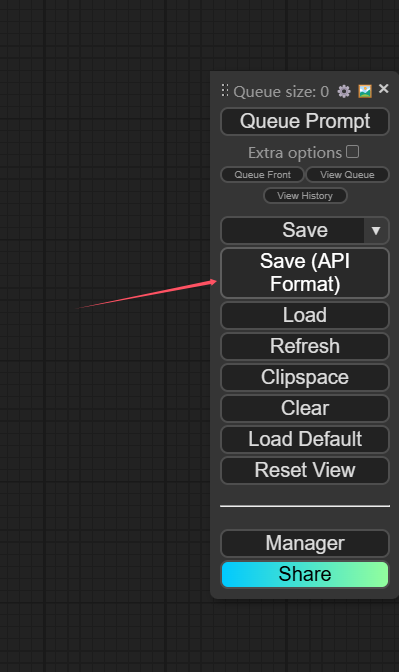 Queue size: 0
Queue Prompt
Extra options
Queue Front
View Queue
View History
Save
Save (API
Format)
Load
Refresh
Clipspace
Clear
Load Default
Reset View
Manager
Share